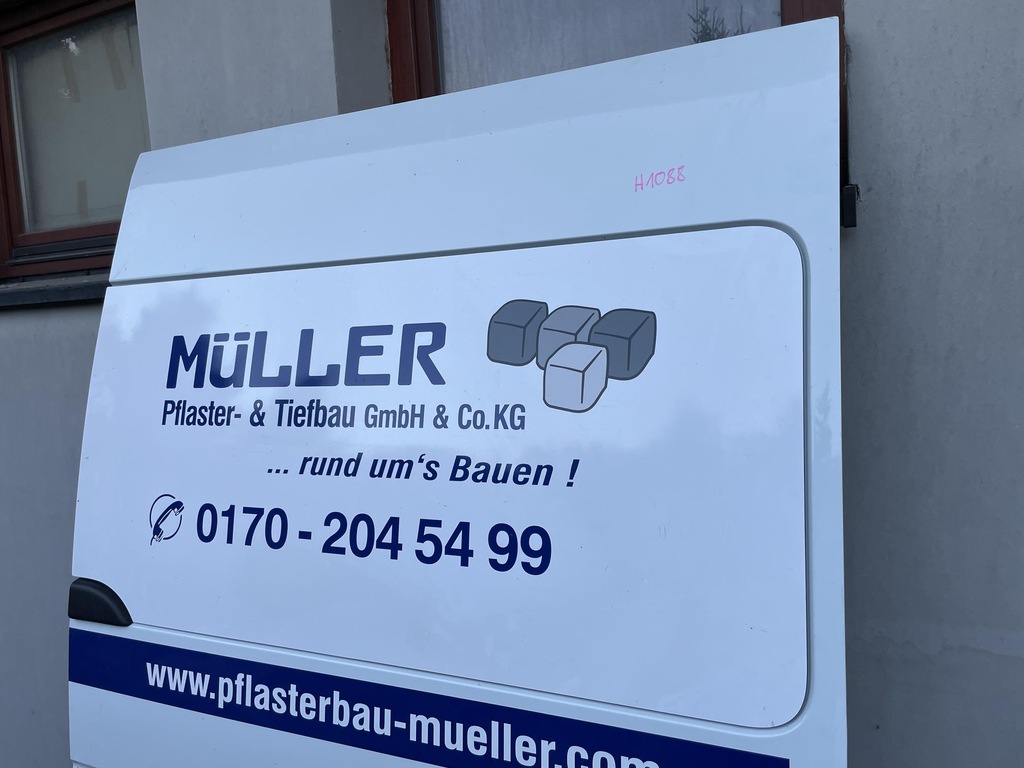 H1088
MÜLLER
Pflaster- & Tiefbau GmbH & Co.KG
... rund um's Bauen !
0170 - 204 54 99
www.pflasterbau-mueller.com